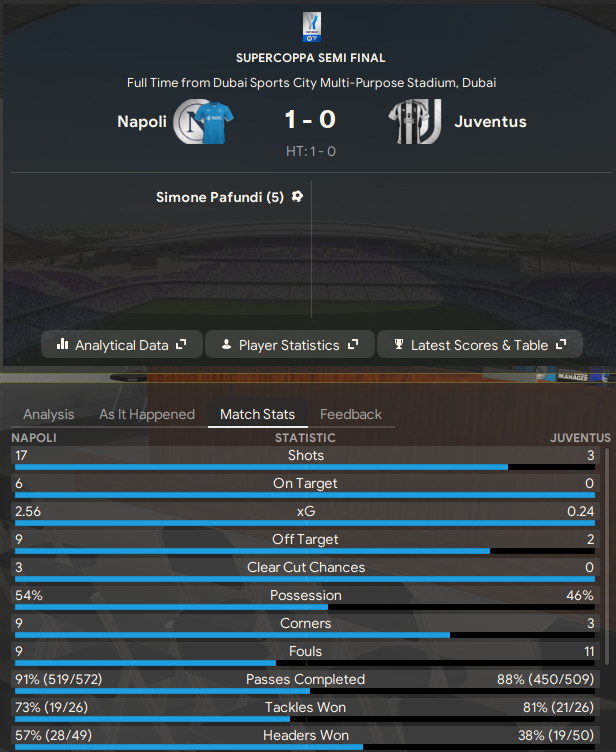 SUPERCOPPA SEMI FINAL
Full Time from Dubai Sports City Multi-Purpose Stadium, Dubai
Napoli 1 - 0 Juventus
HT: 1 - 0
Simone Pafundi (5)
Analytical Data Player Statistics Latest Scores & Table
MANAGER
Analysis As It Happened Match Stats Feedback
NAPOLI STATISTIC JUVENTUS
17 Shots 3
6 On Target 0
2.56 xG 0.24
9 Off Target 2
3 Clear Cut Chances 0
54% Possession 46%
9 Corners 3
9 Fouls 11
91% (519/572) Passes Completed 88% (450/509)
73% (19/26) Tackles Won 81% (21/26)
57% (28/49) Headers Won 38% (19/50)